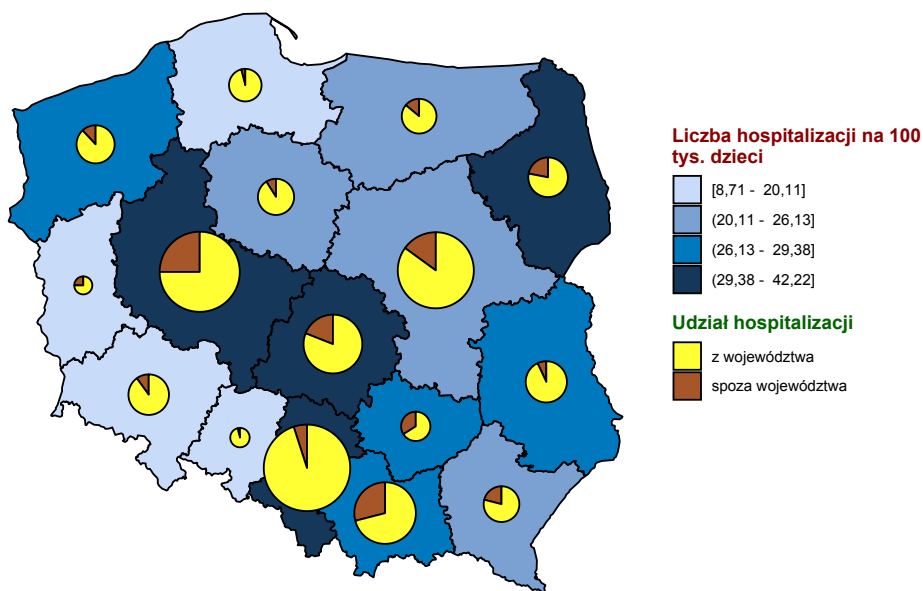 Liczba hospitalizacji na 100
tys. dzieci
[8,71 - 20,11]
(20,11 - 26,13]
(26,13 - 29,38]
(29,38 - 42,22]
Udział hospitalizacji
z województwa
spoza województwa